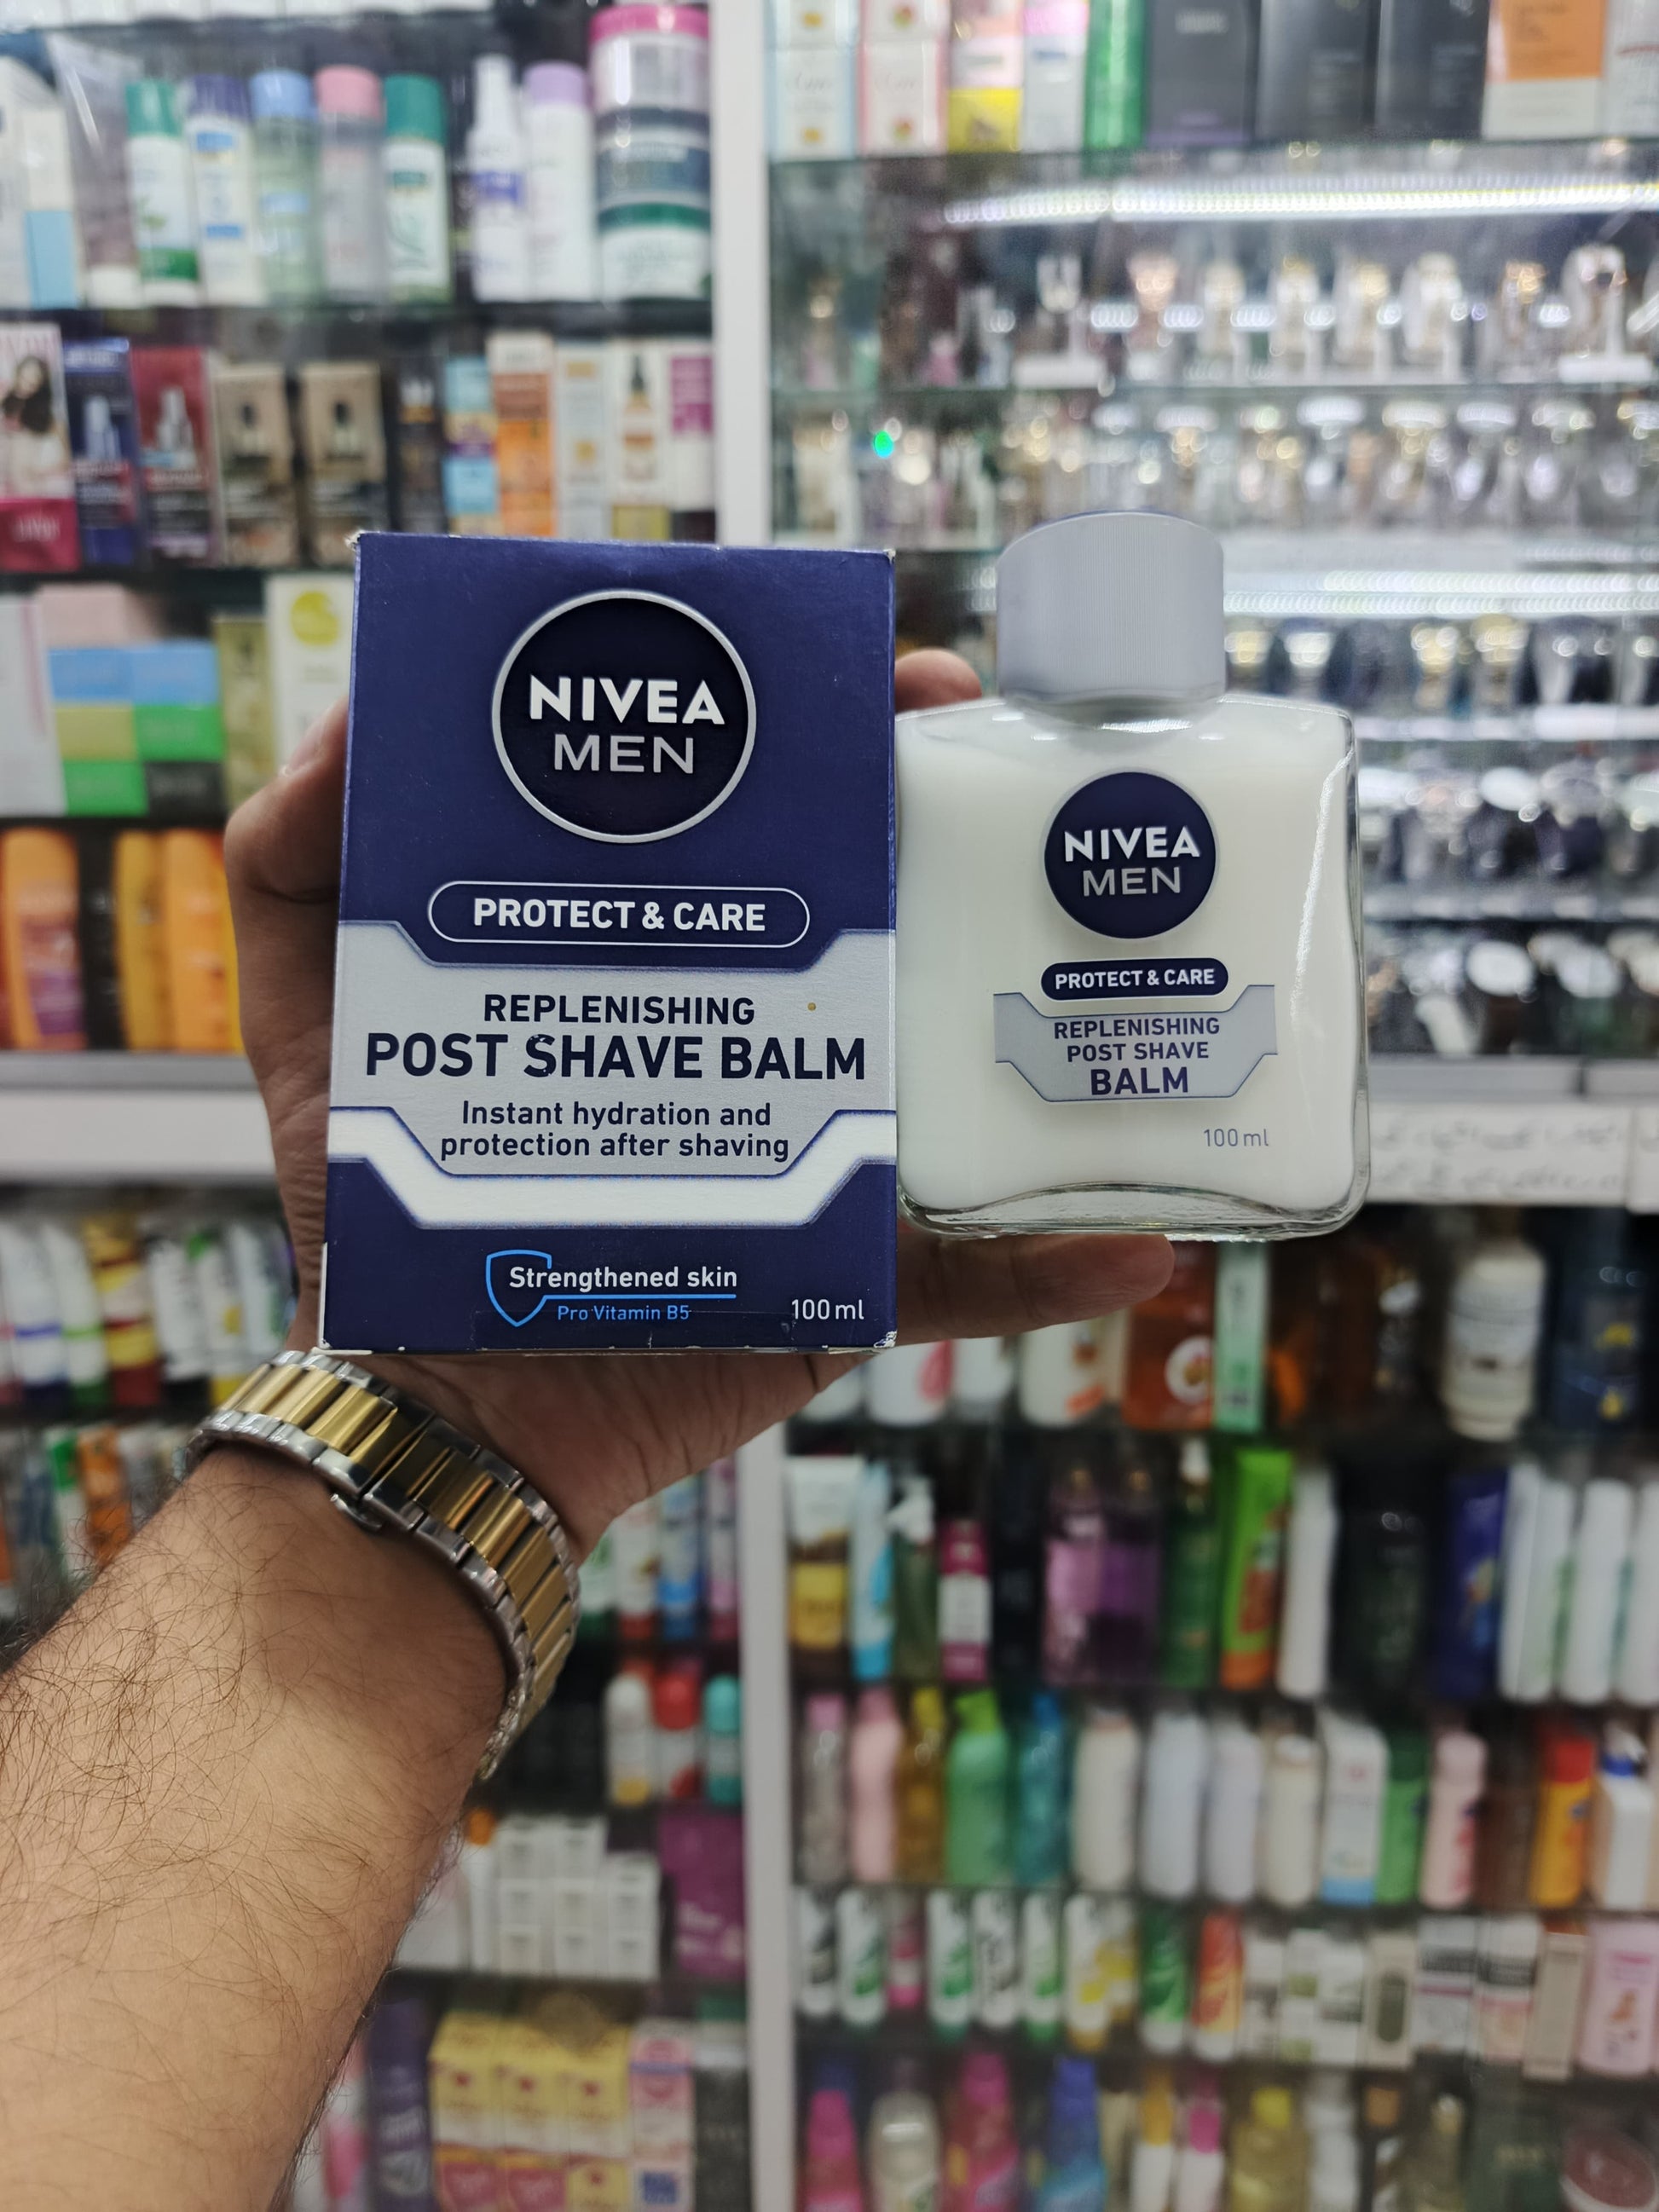 NIVEA
MEN
PROTECT & CARE
REPLENISHING
POST SHAVE BALM
Instant hydration and
protection after shaving
Strengthened skin
Pro Vitamin B5
100 ml
NIVEA
MEN
PROTECT & CARE
REPLENISHING
POST SHAVE
BALM
100 ml